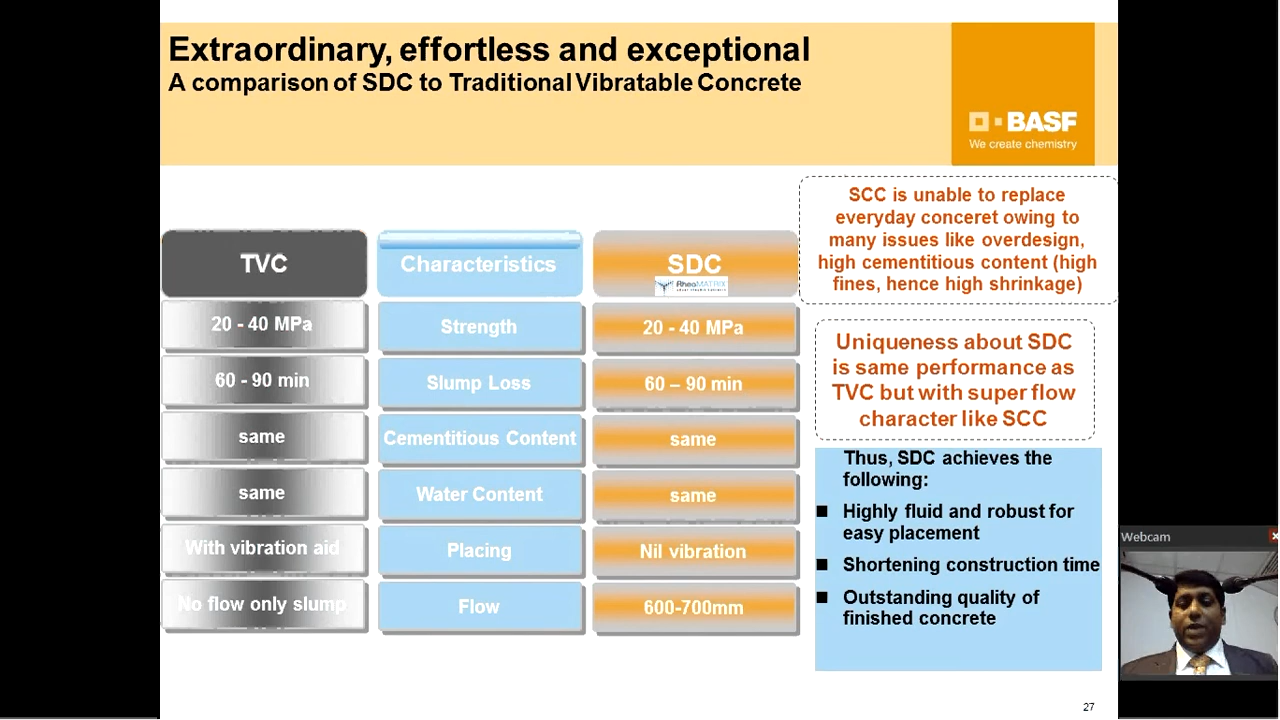 Extraordinary, effortless and exceptional
A comparison of SDC to Traditional Vibratable Concrete
BASF
We create chemistry
SCC is unable to replace
everyday conceret owing to
many issues like overdesign,
high cementitious content (high
fines, hence high shrinkage)
TVC
Characteristics
SDC
RheoMATRIX
20 - 40 MPa
Strength
20 - 40 MPa
60 - 90 min
Slump Loss
60 – 90 min
same
Cementitious Content
same
same
Water Content
same
With vibration aid
Placing
Nil vibration
No flow only slump
Flow
600-700mm
Uniqueness about SDC
is same performance as
TVC but with super flow
character like SCC
Thus, SDC achieves the
following:
■ Highly fluid and robust for
easy placement
■ Shortening construction time
■ Outstanding quality of
finished concrete
Webcam
27